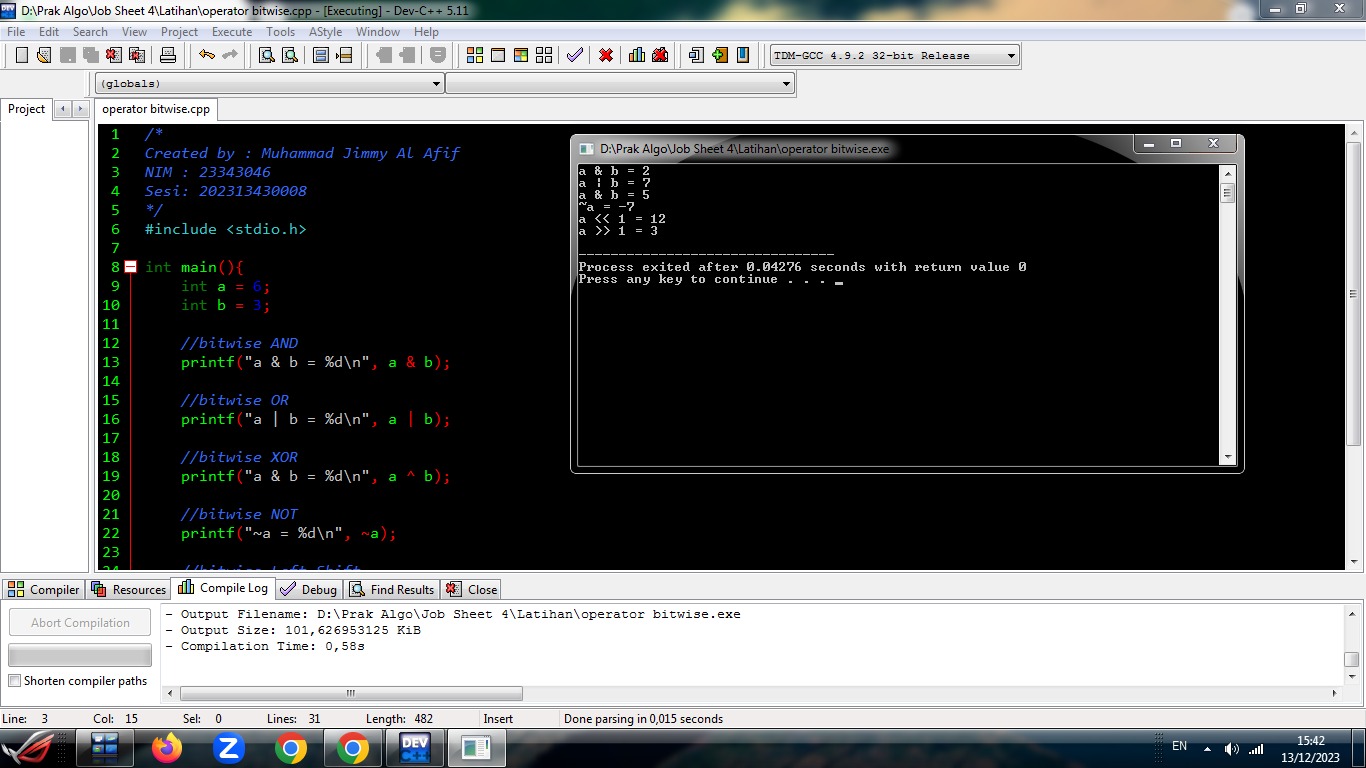 D:\Prak Algo\Job Sheet 4\Latihan\operator bitwise.cpp - [Executing] - Dev-C++ 5.11
File Edit Search View Project Execute Tools AStyle Window Help
TDM-GCC 4.9.2 32-bit Release
(globals)
Project
operator bitwise.cpp
1 /*
2 Created by : Muhammad Jimmy Al Afif
3 NIM : 23343046
4 Sesi: 202313430008
5 */
6 #include <stdio.h>
7
8 int main(){
9 int a = 6;
10 int b = 3;
11
12 //bitwise AND
13 printf("a & b = %d\n", a & b);
14
15 //bitwise OR
16 printf("a | b = %d\n", a | b);
17
18 //bitwise XOR
19 printf("a & b = %d\n", a ^ b);
20
21 //bitwise NOT
22 printf("~a = %d\n", ~a);
23
24 //bitwise Left Shift
D:\Prak Algo\Job Sheet 4\Latihan\operator bitwise.exe
a & b = 2
a | b = 7
a & b = 5
~a = -7
a << 1 = 12
a >> 1 = 3
--------------------------------
Process exited after 0.04276 seconds with return value 0
Press any key to continue . . .
Compiler Resources Compile Log Debug Find Results Close
Abort Compilation
Shorten compiler paths
- Output Filename: D:\Prak Algo\Job Sheet 4\Latihan\operator bitwise.exe
- Output Size: 101,626953125 KiB
- Compilation Time: 0,58s
Line: 3 Col: 15 Sel: 0 Lines: 31 Length: 482 Insert Done parsing in 0,015 seconds
DEV C++
EN
15:42
13/12/2023